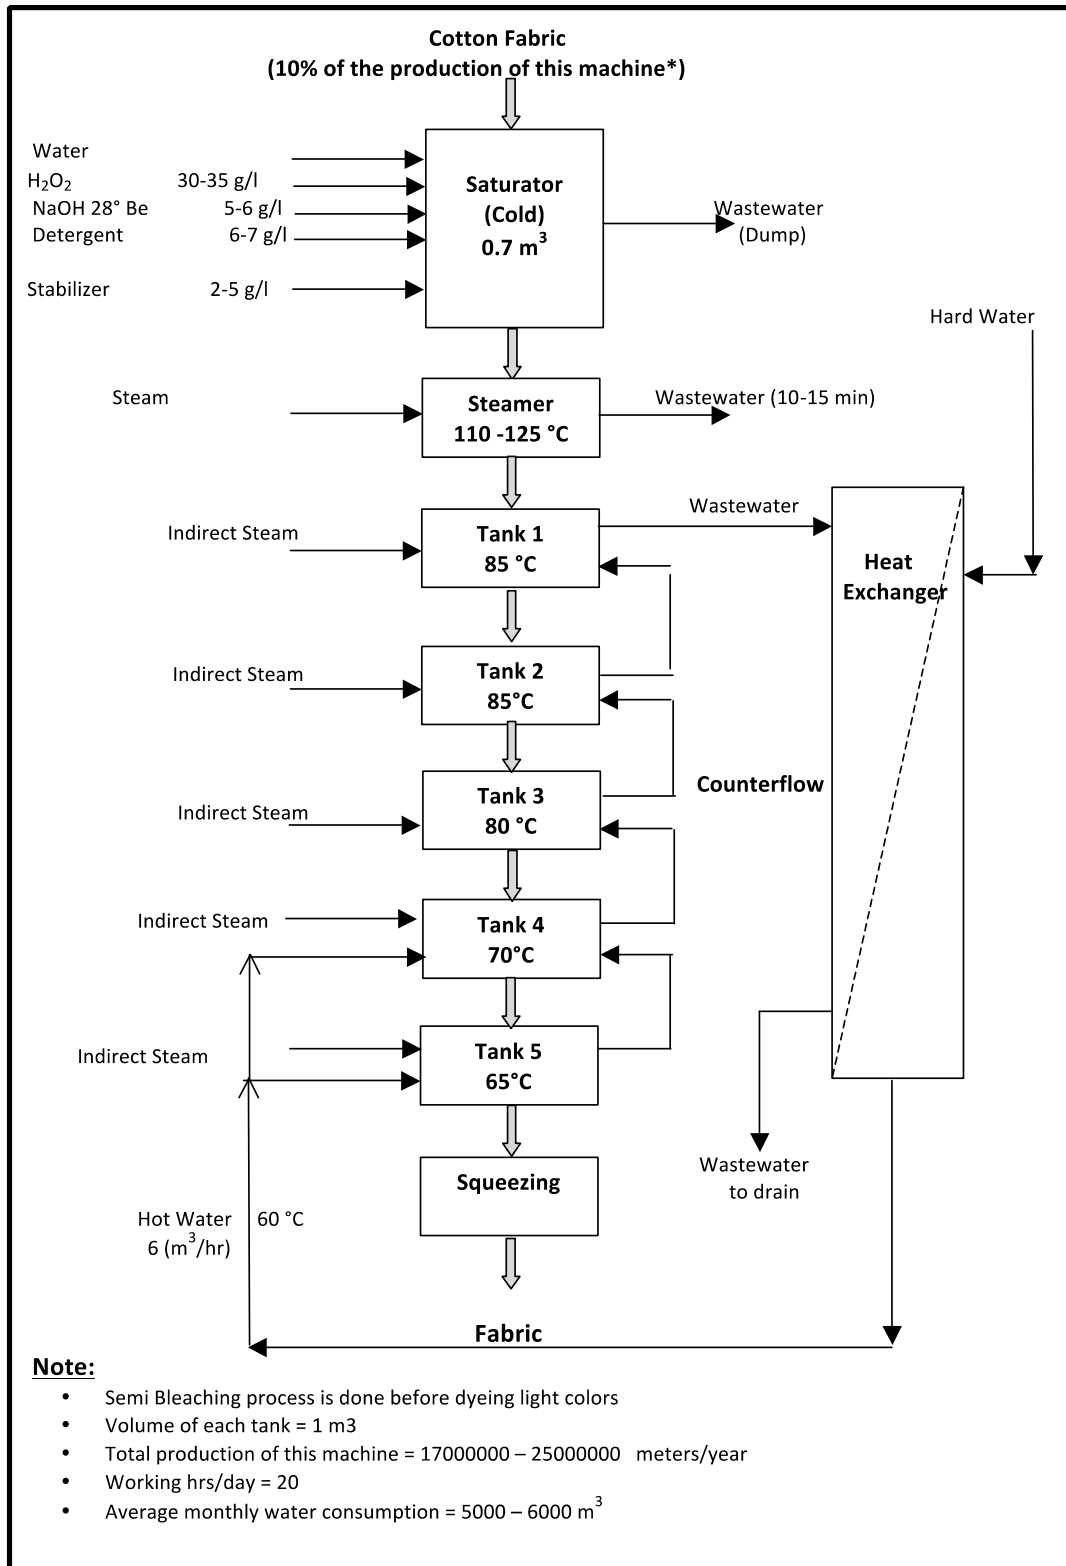 Cotton Fabric
(10% of the production of this machine*)
Water
H₂O₂ 30-35 g/l
NaOH 28° Be 5-6 g/l
Detergent 6-7 g/l
Stabilizer 2-5 g/l
Saturator
(Cold)
0.7 m³
Wastewater
(Dump)
Hard Water
Steam
Steamer
110 -125 °C
Wastewater (10-15 min)
Wastewater
Indirect Steam
Tank 1
85 °C
Heat
Exchanger
Indirect Steam
Tank 2
85°C
Counterflow
Indirect Steam
Tank 3
80 °C
Indirect Steam
Tank 4
70°C
Indirect Steam
Tank 5
65°C
Squeezing
Wastewater
to drain
Hot Water 60 °C
6 (m³/hr)
Fabric
Note:
• Semi Bleaching process is done before dyeing light colors
• Volume of each tank = 1 m3
• Total production of this machine = 17000000 – 25000000 meters/year
• Working hrs/day = 20
• Average monthly water consumption = 5000 – 6000 m³